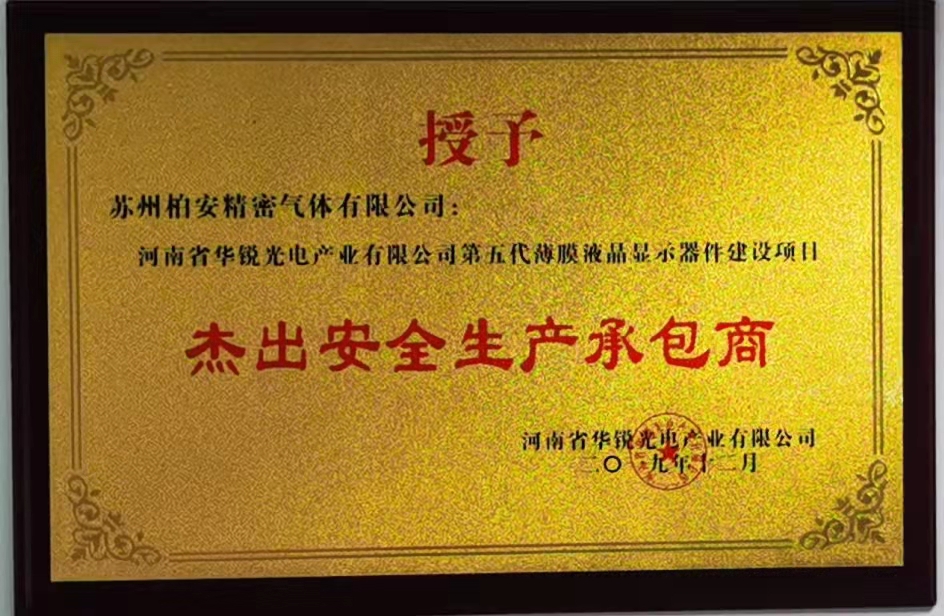 授予
苏州柏安精密气体有限公司：
河南省华锐光电产业有限公司第五代薄膜液晶显示器件建设项目
杰出安全生产承包商
河南省华锐光电产业有限公司
二〇一九年十二月